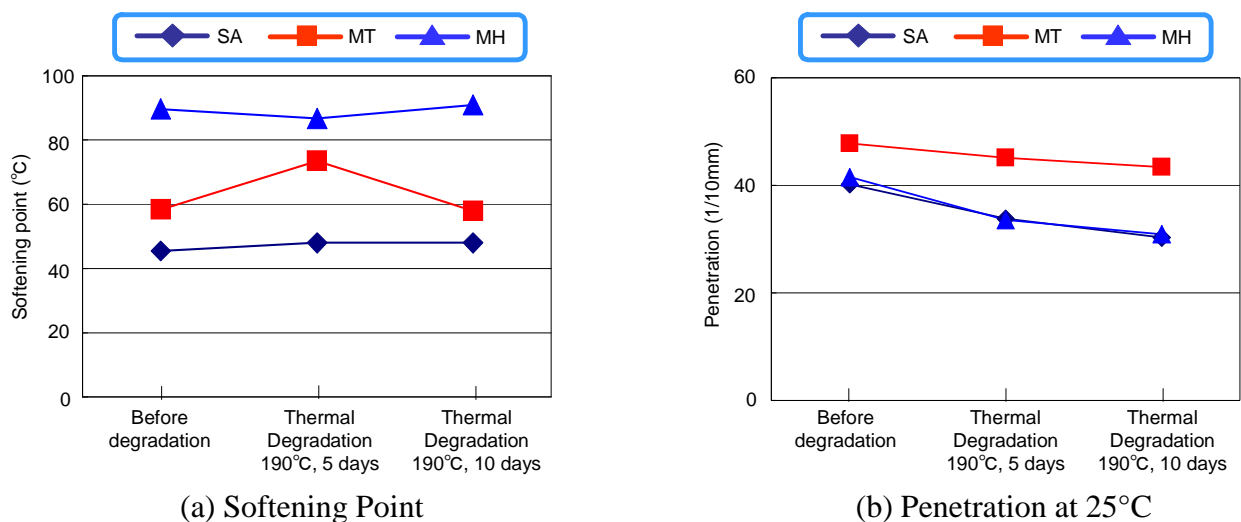 SA MT MH
Softening point (℃)
100
80
60
40
20
0
Before
degradation
Thermal
Degradation
190℃, 5 days
Thermal
Degradation
190℃, 10 days
(a) Softening Point
SA MT MH
Penetration (1/10mm)
60
40
20
0
Before
degradation
Thermal
Degradation
190℃, 5 days
Thermal
Degradation
190℃, 10 days
(b) Penetration at 25°C